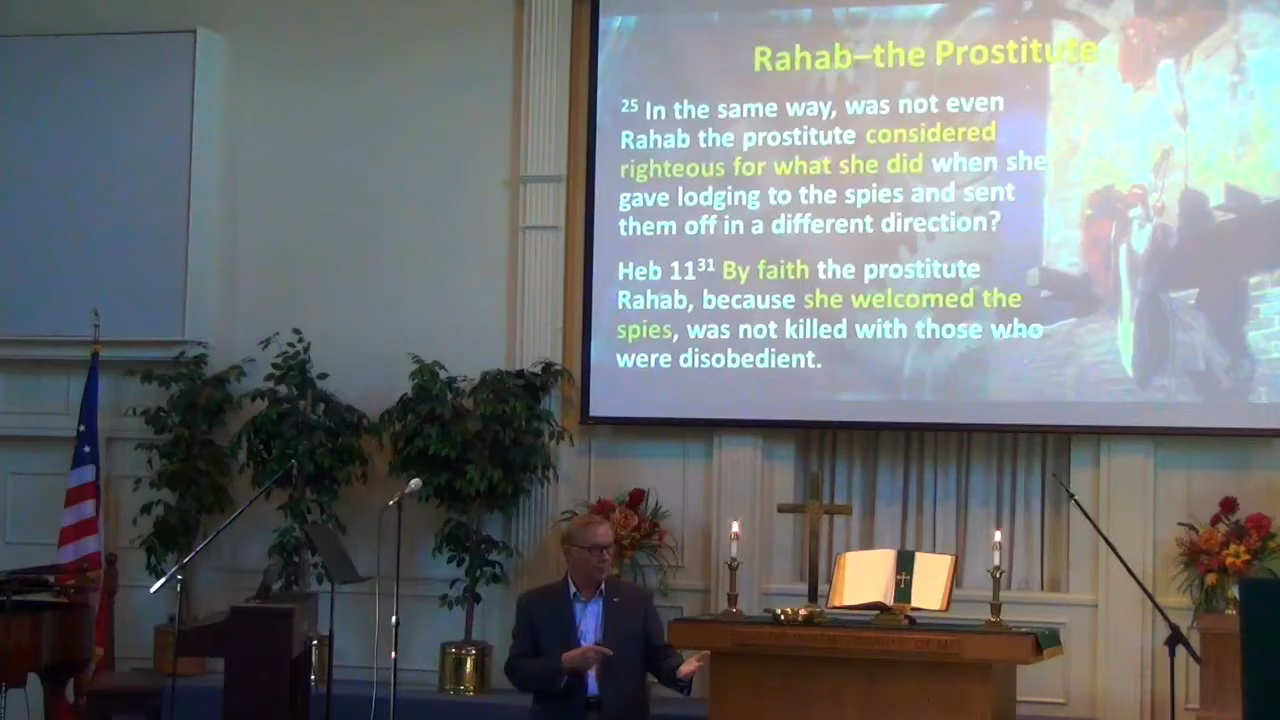 Rahab–the Prostitute
25 In the same way, was not even
Rahab the prostitute considered
righteous for what she did when she
gave lodging to the spies and sent
them off in a different direction?
Heb 11³¹ By faith the prostitute
Rahab, because she welcomed the
spies, was not killed with those who
were disobedient.